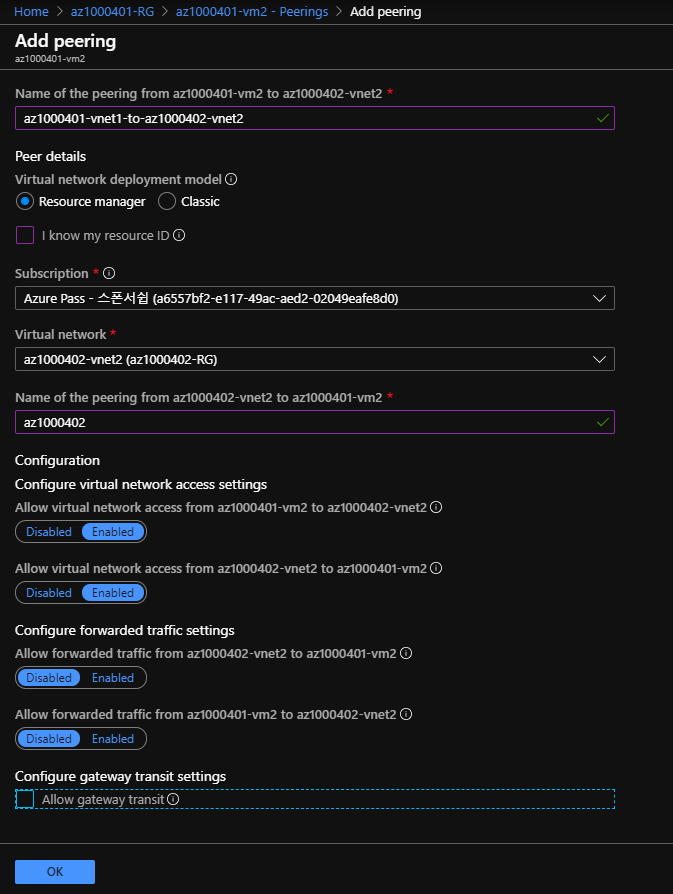 Home > az1000401-RG > az1000401-vm2 - Peerings > Add peering
Add peering
az1000401-vm2
Name of the peering from az1000401-vm2 to az1000402-vnet2 *
az1000401-vnet1-to-az1000402-vnet2
Peer details
Virtual network deployment model
Resource manager Classic
I know my resource ID
Subscription *
Azure Pass - 스폰서쉽 (a6557bf2-e117-49ac-aed2-02049eafe8d0)
Virtual network *
az1000402-vnet2 (az1000402-RG)
Name of the peering from az1000402-vnet2 to az1000401-vm2 *
az1000402
Configuration
Configure virtual network access settings
Allow virtual network access from az1000401-vm2 to az1000402-vnet2
Disabled Enabled
Allow virtual network access from az1000402-vnet2 to az1000401-vm2
Disabled Enabled
Configure forwarded traffic settings
Allow forwarded traffic from az1000402-vnet2 to az1000401-vm2
Disabled Enabled
Allow forwarded traffic from az1000401-vm2 to az1000402-vnet2
Disabled Enabled
Configure gateway transit settings
Allow gateway transit
OK